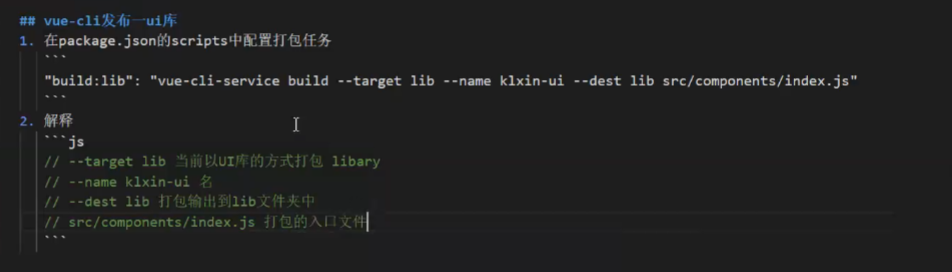 ## vue-cli发布一ui库
1. 在package.json的scripts中配置打包任务
```
"build:lib": "vue-cli-service build --target lib --name klxin-ui --dest lib src/components/index.js"
```
2. 解释
```js
// --target lib 当前以UI库的方式打包 libary
// --name klxin-ui 名
// --dest lib 打包输出到lib文件夹中
// src/components/index.js 打包的入口文件
```